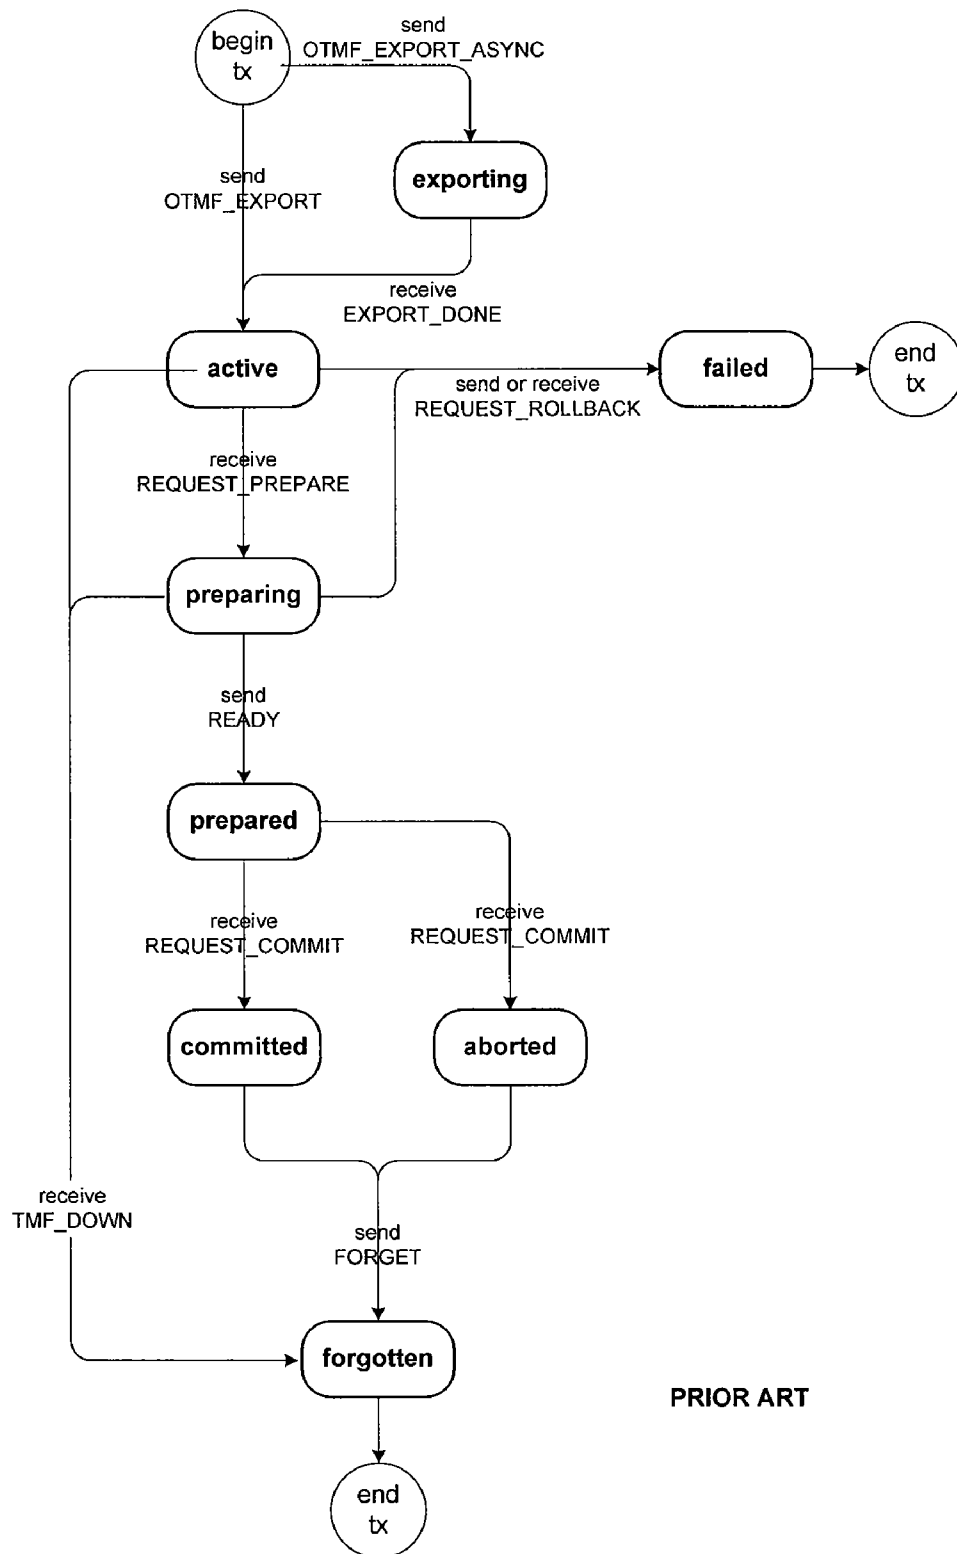 begin
tx
send
OTMF_EXPORT_ASYNC
exporting
send
OTMF_EXPORT
receive
EXPORT_DONE
active
send or receive
REQUEST_ROLLBACK
failed
end
tx
receive
REQUEST_PREPARE
preparing
send
READY
prepared
receive
REQUEST_COMMIT
receive
REQUEST_COMMIT
committed
aborted
receive
TMF_DOWN
send
FORGET
forgotten
PRIOR ART
end
tx